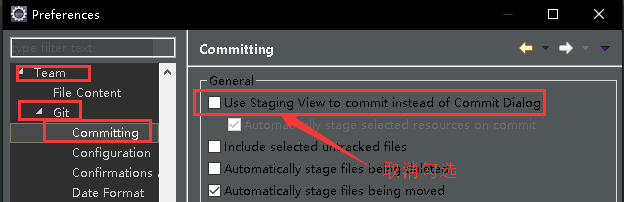 Preferences
type filter text
Team
File Content
Git
Committing
Configuration
Confirmations
Date Format
Committing
General
Use Staging View to commit instead of Commit Dialog
Automatically stage selected resources on commit
Include selected untracked files
Automatically stage files being deleted
Automatically stage files being moved
取消勾选